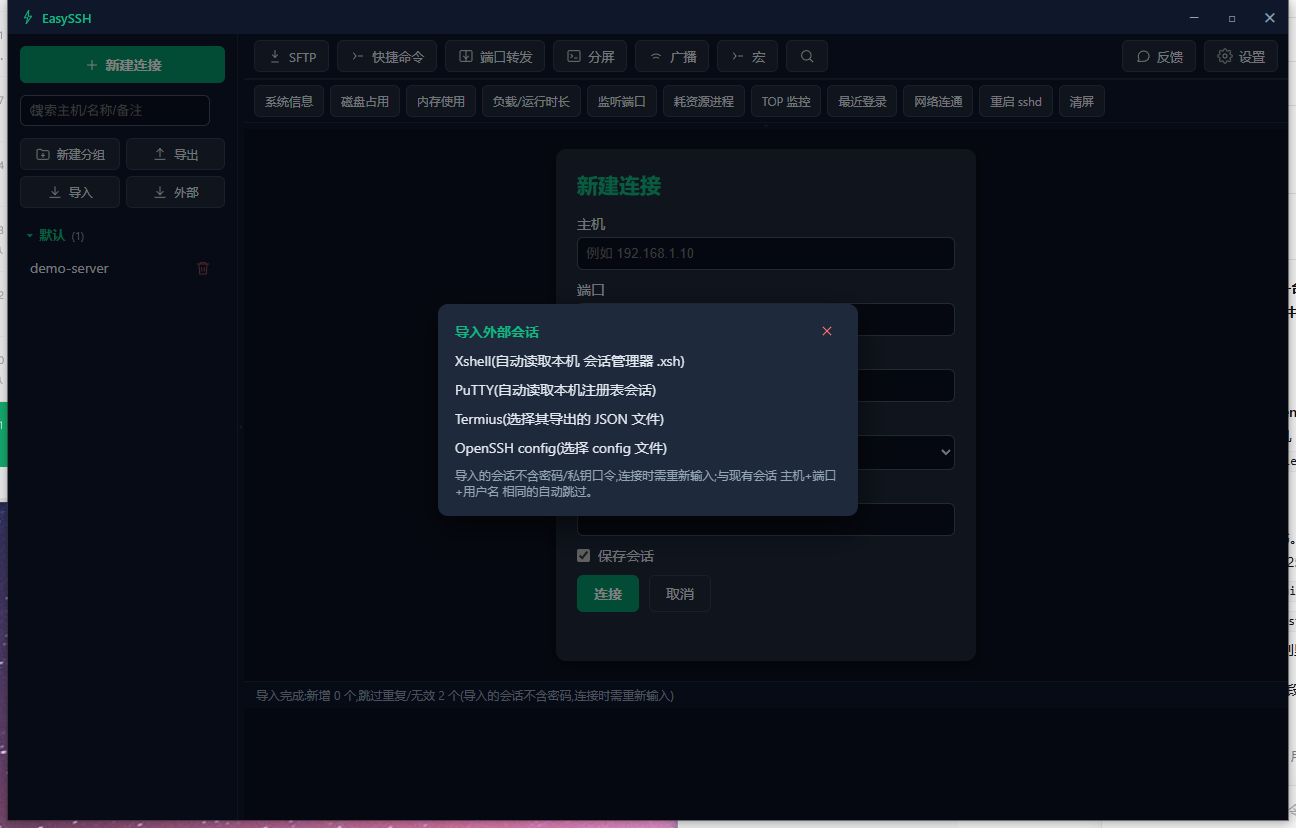 EasySSH
新建连接
搜索主机/名称/备注
新建分组
导出
导入
外部
默认 (1)
demo-server
SFTP
快捷命令
端口转发
分屏
广播
宏
反馈
设置
系统信息
磁盘占用
内存使用
负载/运行时长
监听端口
耗资源进程
TOP 监控
最近登录
网络连通
重启 sshd
清屏
新建连接
主机
例如 192.168.1.10
端口
导入外部会话
Xshell(自动读取本机 会话管理器 .xsh)
PuTTY(自动读取本机注册表会话)
Termius(选择其导出的 JSON 文件)
OpenSSH config(选择 config 文件)
导入的会话不含密码/私钥口令,连接时需重新输入;与现有会话 主机+端口
+用户名 相同的自动跳过。
保存会话
连接
取消
导入完成:新增 0 个,跳过重复/无效 2 个(导入的会话不含密码,连接时需重新输入)